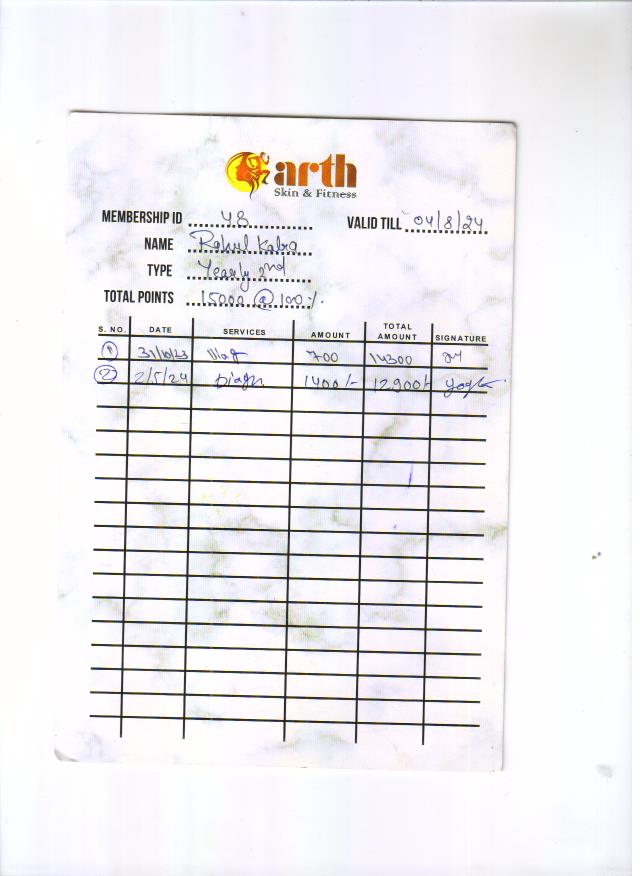 arth
Skin & Fitness
MEMBERSHIP ID 48 VALID TILL 04/8/24
NAME Rahul Kabra
TYPE Yearly 2nd
TOTAL POINTS 15000 @ 100%.
S. NO. DATE SERVICES AMOUNT TOTAL AMOUNT SIGNATURE
1 31/10/23 700 14300
2 2/5/24 Diagn 1400/- 12900/-